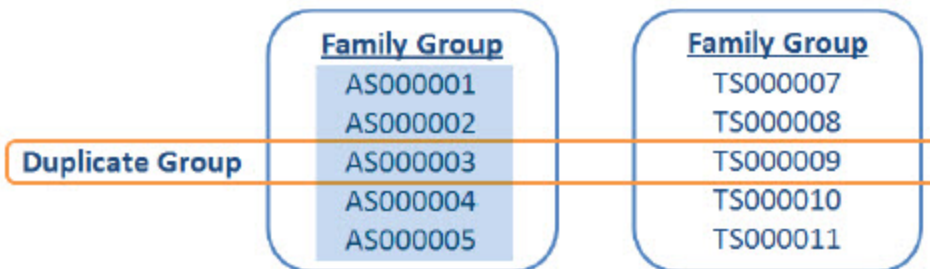 Family Group Family Group
AS000001 TS000007
AS000002 TS000008
Duplicate Group AS000003 TS000009
AS000004 TS000010
AS000005 TS000011